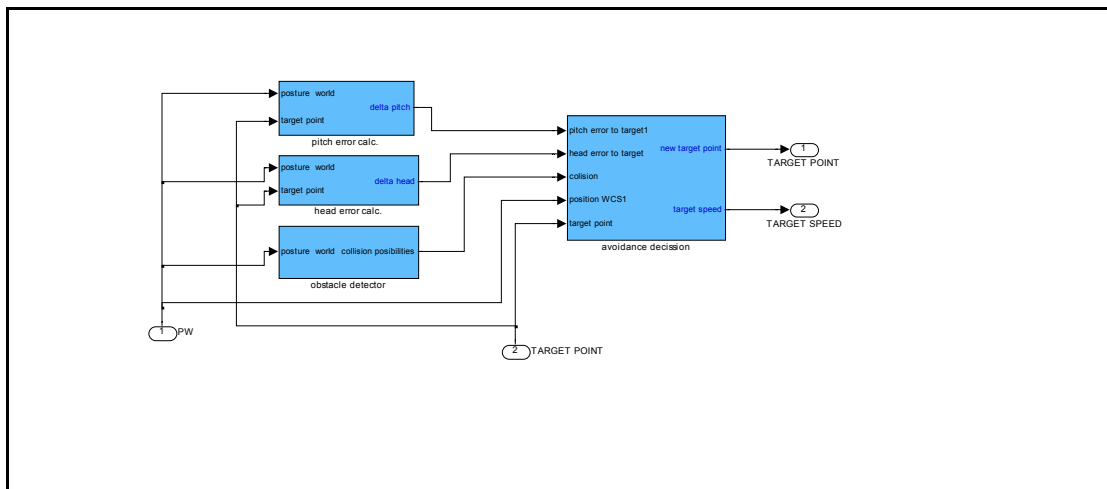 posture world
delta pitch
target point
pitch error calc.
posture world
delta head
target point
head error calc.
posture world
collision posibilities
obstacle detector
pitch error to target1
head error to target
colision
position WCS1
target point
new target point
target speed
avoidance decission
1
TARGET POINT
2
TARGET SPEED
1
PW
2
TARGET POINT